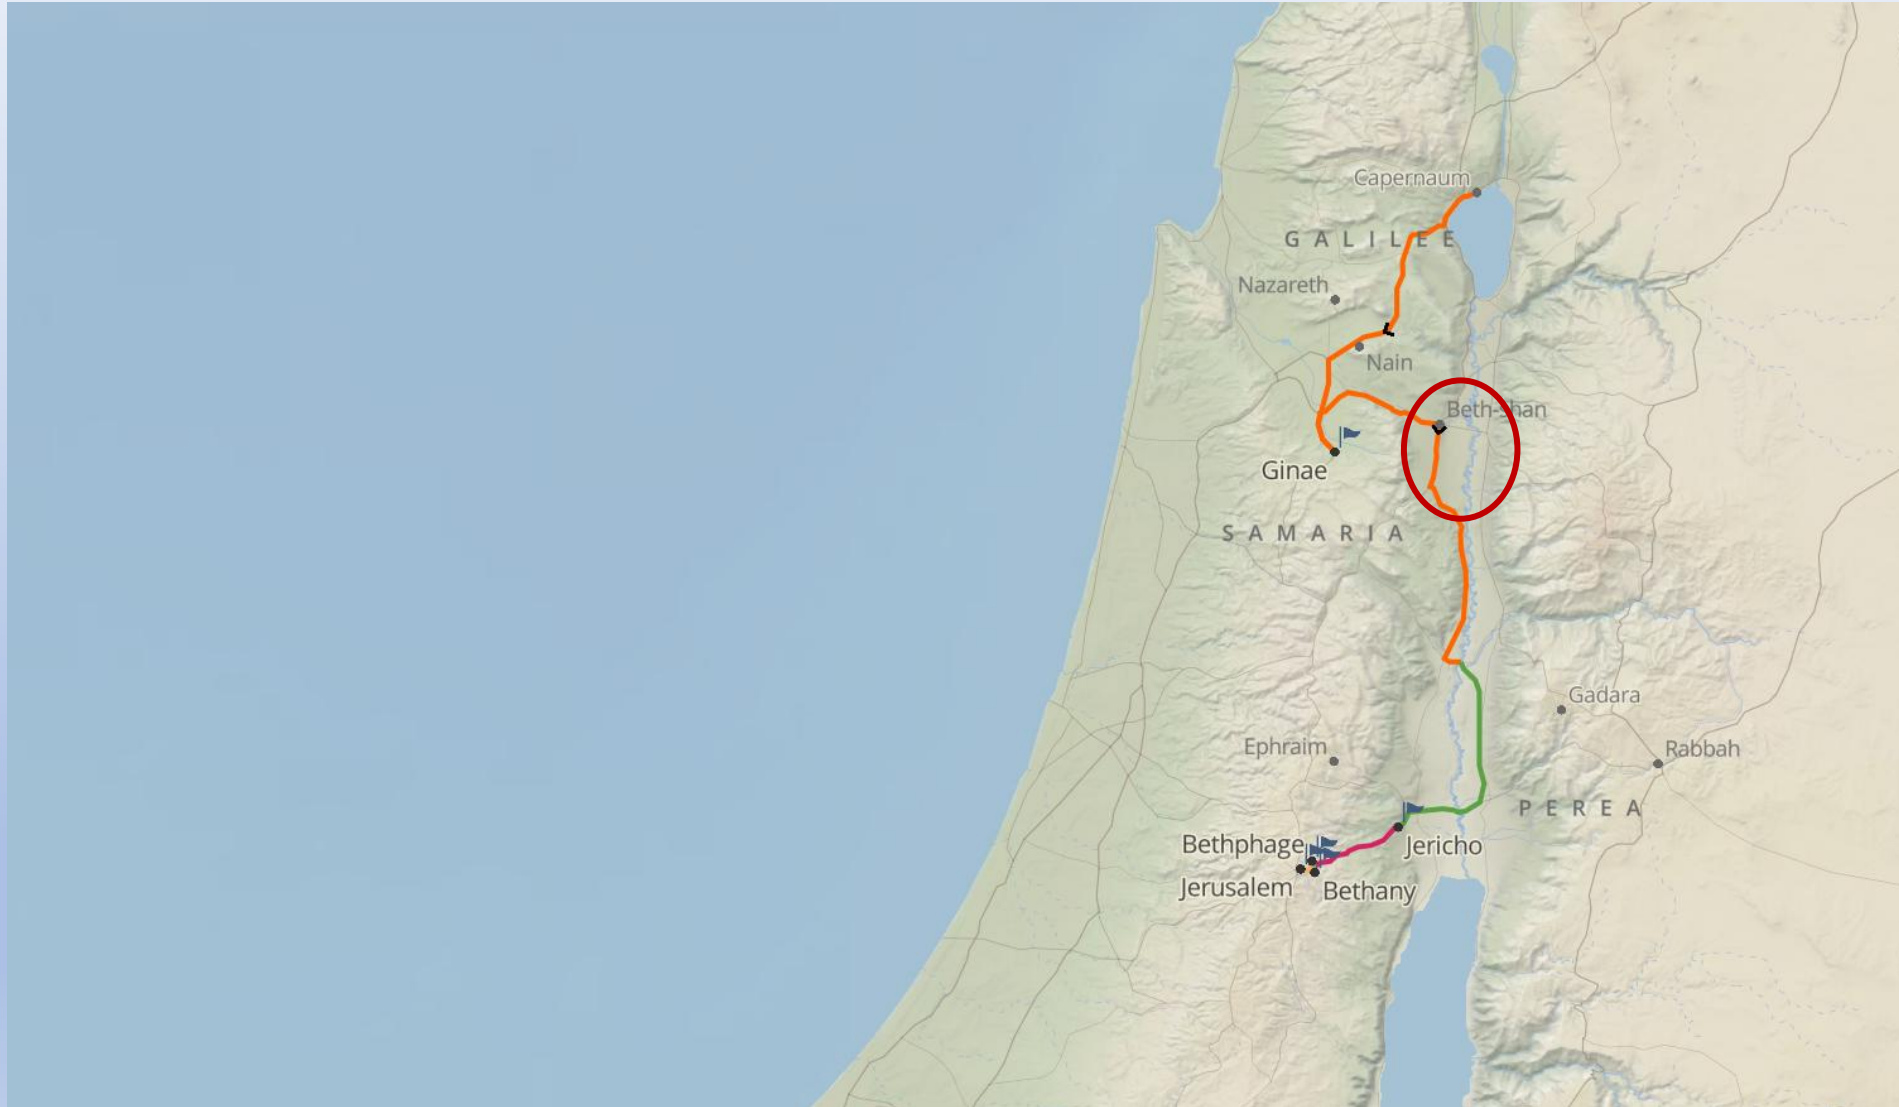 Capernaum
GALILEE
Nazareth
Nain
Beth-shan
Ginae
SAMARIA
Gadara
Ephraim
Rabbah
PEREA
Bethphage
Jericho
Jerusalem
Bethany